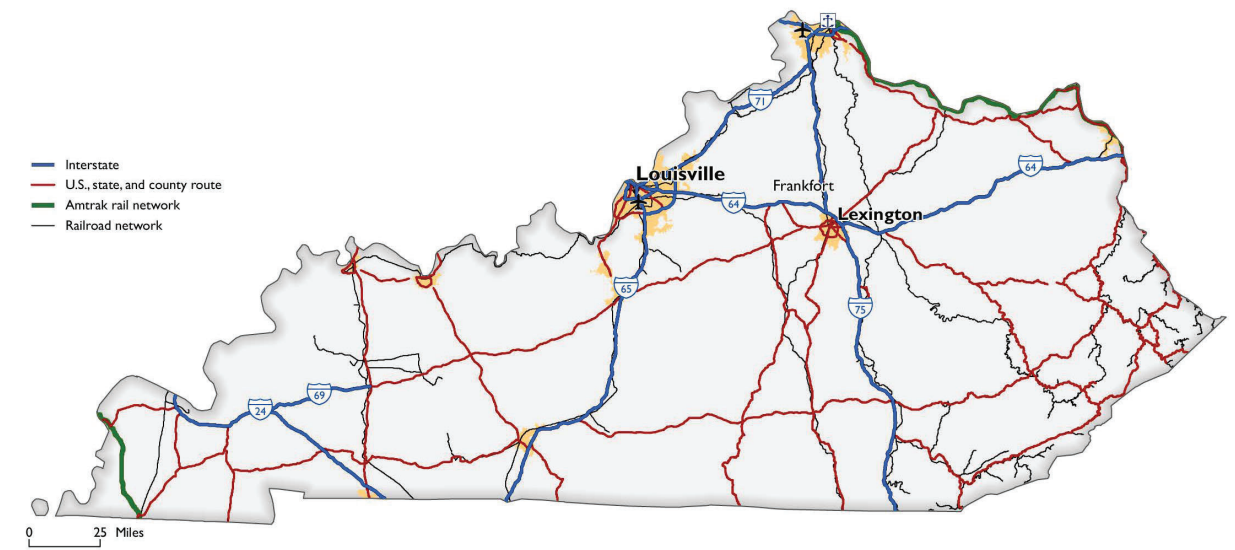 71
Interstate
U.S., state, and county route
Amtrak rail network
Railroad network
Louisville
64
Frankfort
64
Lexington
65
75
69
24
0 25 Miles